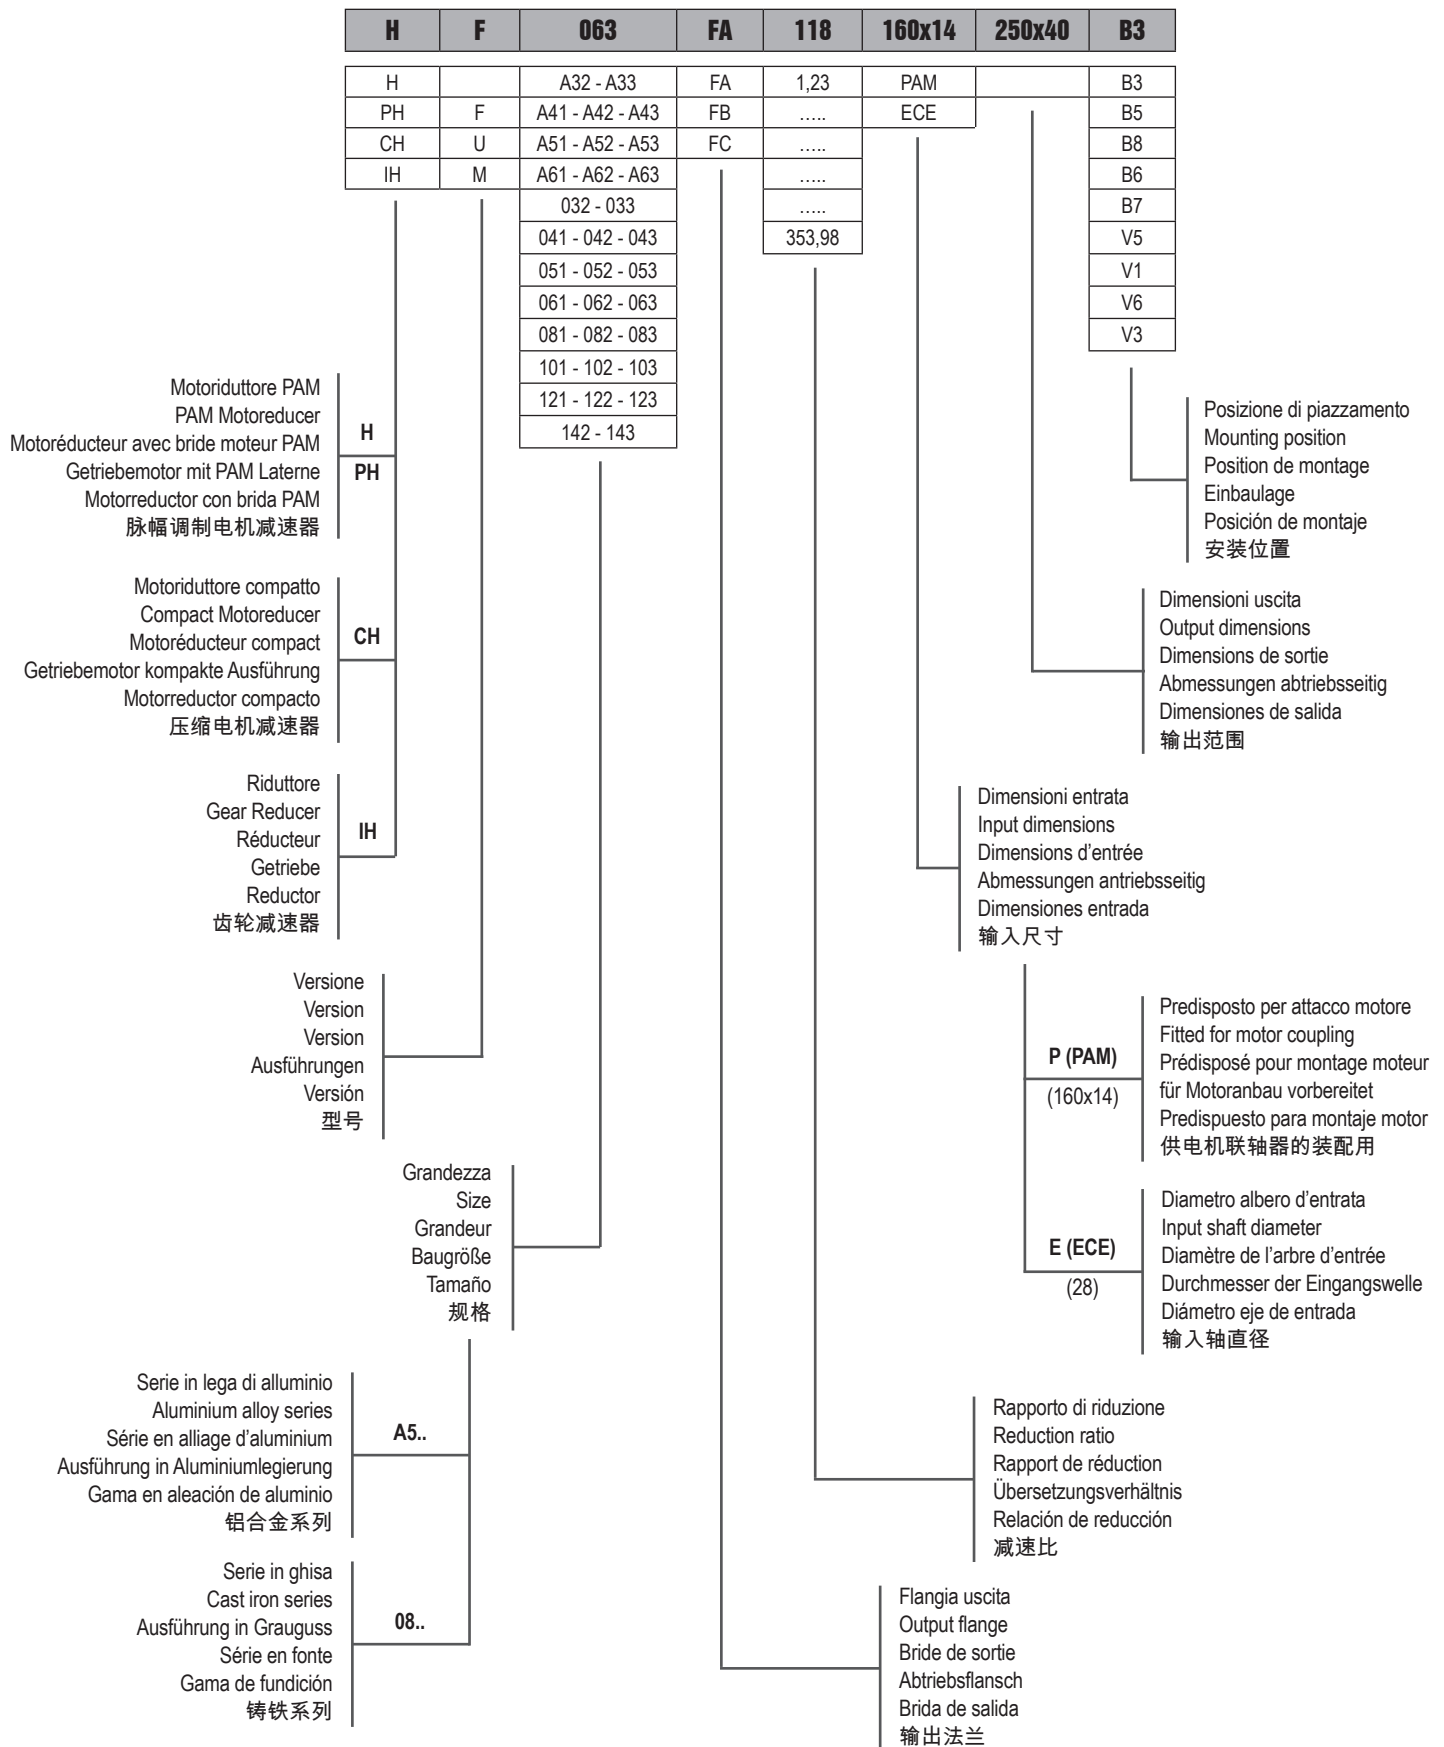 H F 063 FA 118 160x14 250x40 B3
H A32 - A33 FA 1,23 PAM B3
PH F A41 - A42 - A43 FB ..... ECE B5
CH U A51 - A52 - A53 FC ..... B8
IH M A61 - A62 - A63 ..... B6
032 - 033 ..... B7
041 - 042 - 043 353,98 V5
051 - 052 - 053 V1
061 - 062 - 063 V6
081 - 082 - 083 V3
101 - 102 - 103
121 - 122 - 123
142 - 143
Motoriduttore PAM
PAM Motoreducer
Motoréducteur avec bride moteur PAM
Getriebemotor mit PAM Laterne
Motorreductor con brida PAM
脉幅调制电机减速器
H
PH
Posizione di piazzamento
Mounting position
Position de montage
Einbaulage
Posición de montaje
安装位置
Motoriduttore compatto
Compact Motoreducer
Motoréducteur compact
Getriebemotor kompakte Ausführung
Motorreductor compacto
压缩电机减速器
CH
Dimensioni uscita
Output dimensions
Dimensions de sortie
Abmessungen abtriebsseitig
Dimensiones de salida
输出范围
Riduttore
Gear Reducer
Réducteur
Getriebe
Reductor
齿轮减速器
IH
Dimensioni entrata
Input dimensions
Dimensions d’entrée
Abmessungen antriebsseitig
Dimensiones entrada
输入尺寸
Versione
Version
Version
Ausführungen
Versión
型号
P (PAM)
(160x14)
Predisposto per attacco motore
Fitted for motor coupling
Prédisposé pour montage moteur
für Motoranbau vorbereitet
Predispuesto para montaje motor
供电机联轴器的装配用
Grandezza
Size
Grandeur
Baugröße
Tamaño
规格
E (ECE)
(28)
Diametro albero d’entrata
Input shaft diameter
Diamètre de l’arbre d’entrée
Durchmesser der Eingangswelle
Diámetro eje de entrada
输入轴直径
Serie in lega di alluminio
Aluminium alloy series
Série en alliage d’aluminium
Ausführung in Aluminiumlegierung
Gama en aleación de aluminio
铝合金系列
A5..
Rapporto di riduzione
Reduction ratio
Rapport de réduction
Übersetzungsverhältnis
Relación de reducción
减速比
Serie in ghisa
Cast iron series
Ausführung in Grauguss
Série en fonte
Gama de fundición
铸铁系列
08..
Flangia uscita
Output flange
Bride de sortie
Abtriebsflansch
Brida de salida
输出法兰